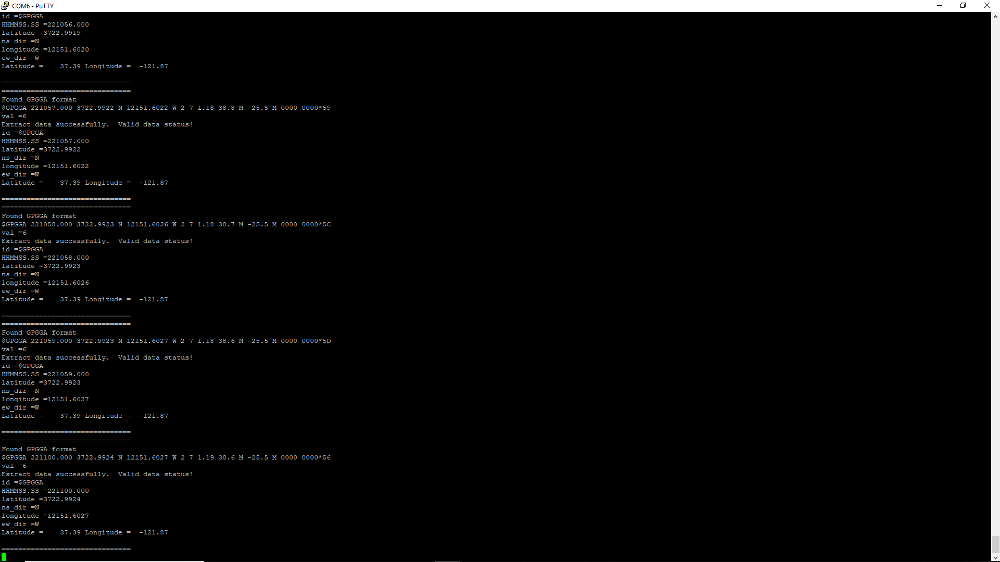 COM6 - PuTTY
id =$GPGGA
HHMMSS.SS =221056.000
latitude =3722.9919
ns_dir =N
longitude =12151.6020
ew_dir =W
Latitude =    37.39 Longitude =  -121.87
===============================
===============================
Found GPGGA format
$GPGGA 221057.000 3722.9922 N 12151.6022 W 2 7 1.18 38.8 M -25.5 M 0000 0000*59
val =6
Extract data successfully.  Valid data status!
id =$GPGGA
HHMMSS.SS =221057.000
latitude =3722.9922
ns_dir =N
longitude =12151.6022
ew_dir =W
Latitude =    37.39 Longitude =  -121.87
===============================
===============================
Found GPGGA format
$GPGGA 221058.000 3722.9923 N 12151.6026 W 2 7 1.18 38.7 M -25.5 M 0000 0000*5C
val =6
Extract data successfully.  Valid data status!
id =$GPGGA
HHMMSS.SS =221058.000
latitude =3722.9923
ns_dir =N
longitude =12151.6026
ew_dir =W
Latitude =    37.39 Longitude =  -121.87
===============================
===============================
Found GPGGA format
$GPGGA 221059.000 3722.9923 N 12151.6027 W 2 7 1.18 38.6 M -25.5 M 0000 0000*5D
val =6
Extract data successfully.  Valid data status!
id =$GPGGA
HHMMSS.SS =221059.000
latitude =3722.9923
ns_dir =N
longitude =12151.6027
ew_dir =W
Latitude =    37.39 Longitude =  -121.87
===============================
===============================
Found GPGGA format
$GPGGA 221100.000 3722.9924 N 12151.6027 W 2 7 1.19 38.6 M -25.5 M 0000 0000*56
val =6
Extract data successfully.  Valid data status!
id =$GPGGA
HHMMSS.SS =221100.000
latitude =3722.9924
ns_dir =N
longitude =12151.6027
ew_dir =W
Latitude =    37.39 Longitude =  -121.87
===============================